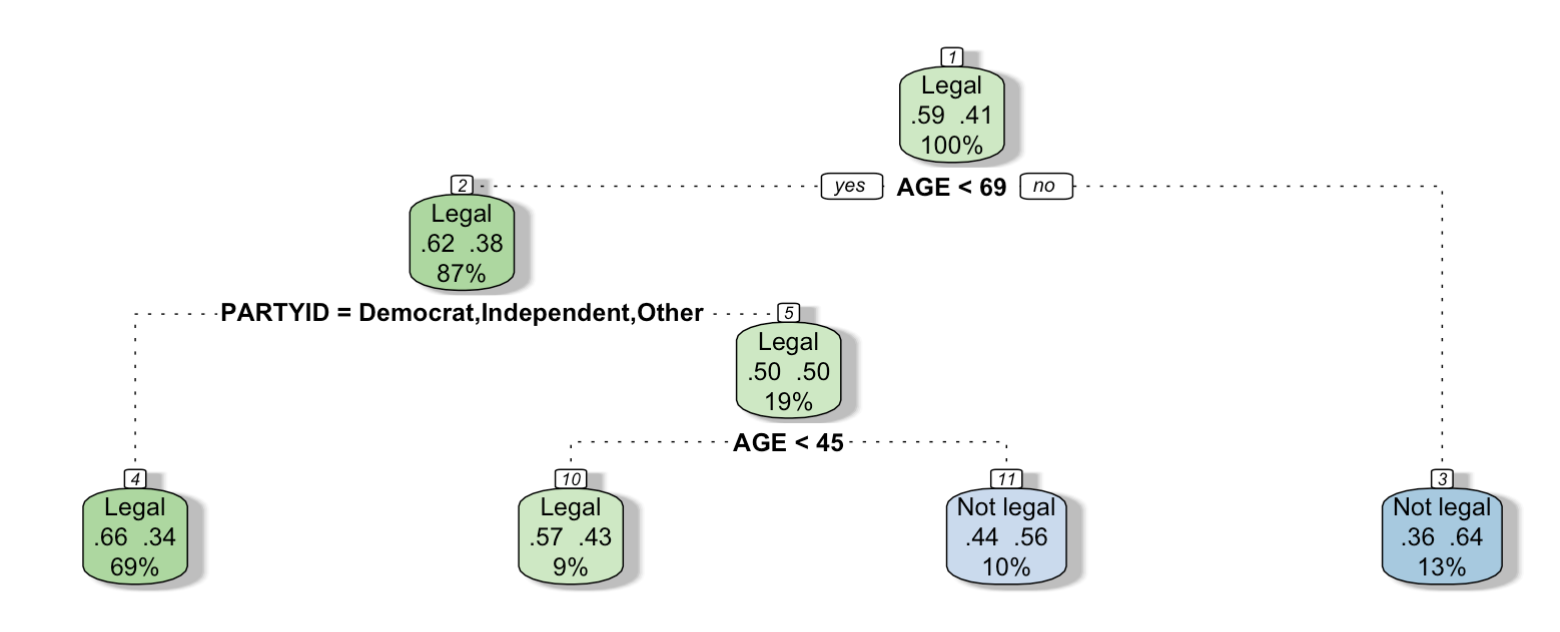 1
Legal
.59 .41
100%
yes AGE < 69 no
2
Legal
.62 .38
87%
PARTYID = Democrat,Independent,Other
5
Legal
.50 .50
19%
AGE < 45
4
Legal
.66 .34
69%
10
Legal
.57 .43
9%
11
Not legal
.44 .56
10%
3
Not legal
.36 .64
13%